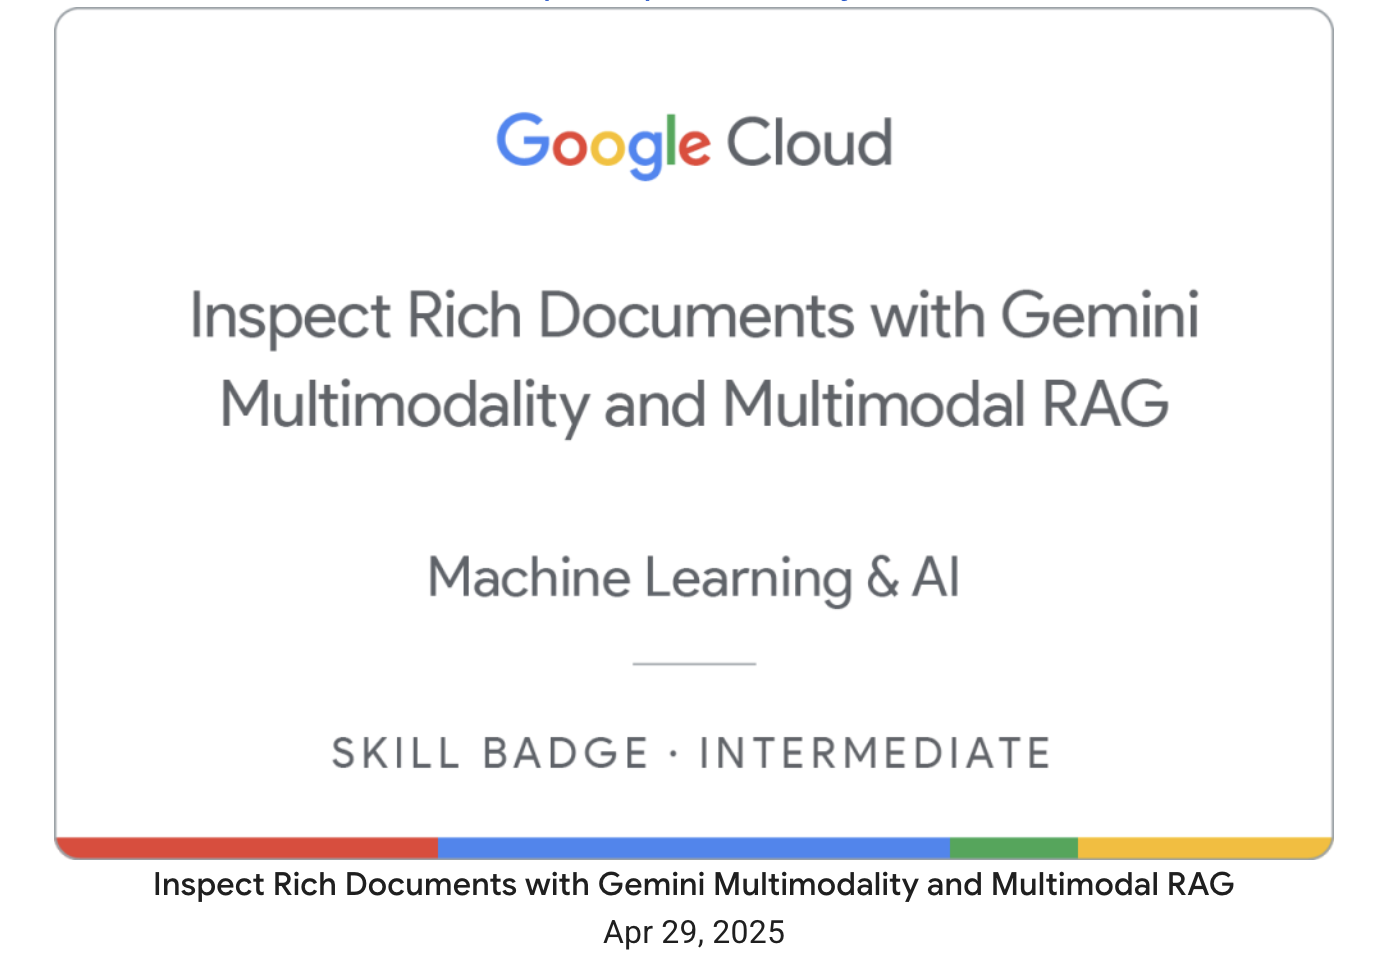 Google Cloud
Inspect Rich Documents with Gemini
Multimodality and Multimodal RAG
Machine Learning & AI
SKILL BADGE · INTERMEDIATE
Inspect Rich Documents with Gemini Multimodality and Multimodal RAG
Apr 29, 2025